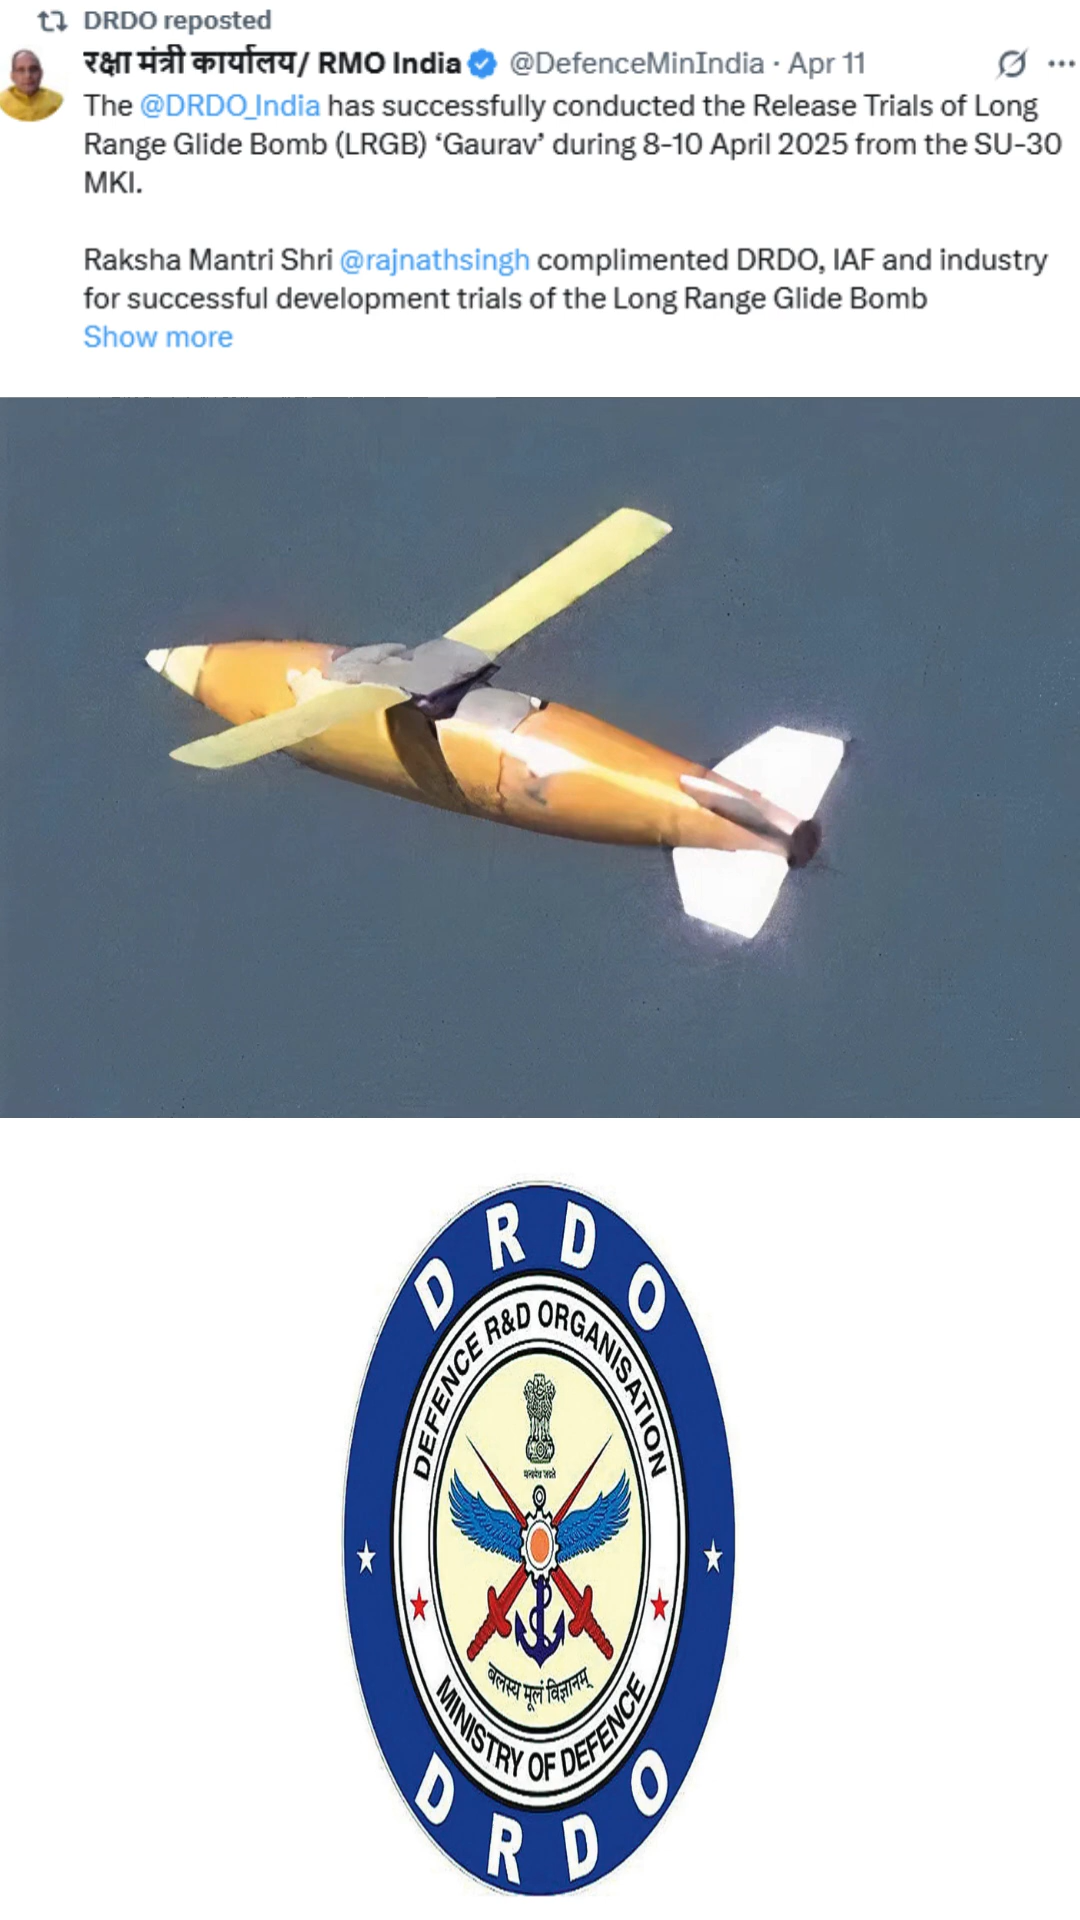 DRDO reposted
रक्षा मंत्री कार्यालय/ RMO India @DefenceMinIndia · Apr 11
The @DRDO_India has successfully conducted the Release Trials of Long
Range Glide Bomb (LRGB) ‘Gaurav’ during 8-10 April 2025 from the SU-30
MKI.
Raksha Mantri Shri @rajnathsingh complimented DRDO, IAF and industry
for successful development trials of the Long Range Glide Bomb
Show more
DRDO
DEFENCE R&D ORGANISATION
सत्यमेव जयते
बलस्य मूलं विज्ञानम्
MINISTRY OF DEFENCE
DRDO